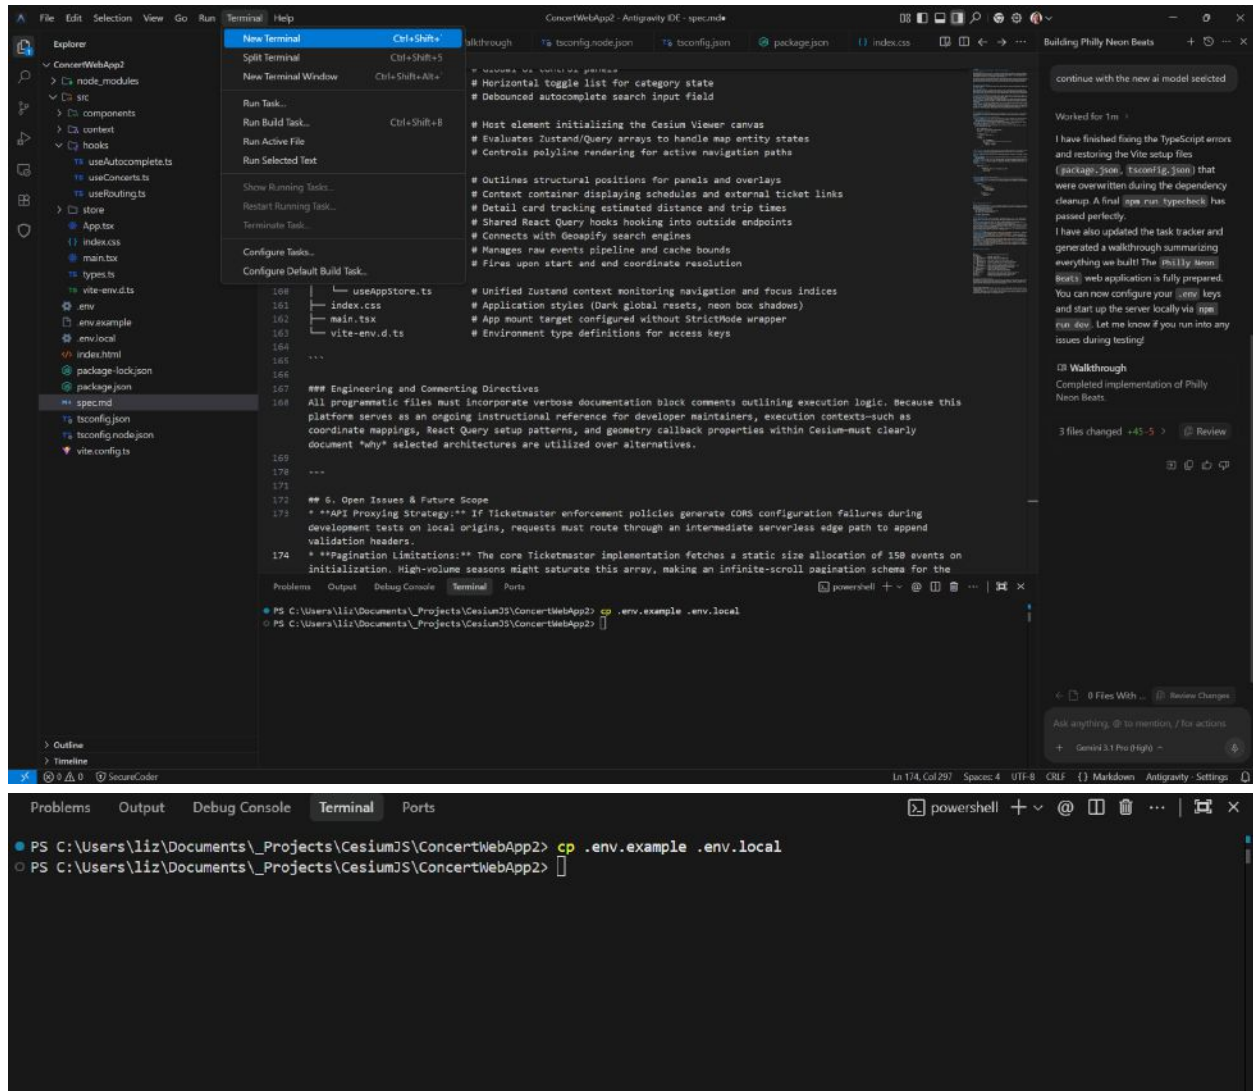 File Edit Selection View Go Run Terminal Help
ConcertWebApp2 - Antigravity IDE - spec.md
Explorer
ConcertWebApp2
node_modules
src
components
context
hooks
useAutocomplete.ts
useConcerts.ts
useRouting.ts
store
App.tsx
index.css
main.tsx
types.ts
vite-env.d.ts
.env
.env.example
.env.local
index.html
package-lock.json
package.json
spec.md
tsconfig.json
tsconfig.node.json
vite.config.ts
Outline
Timeline
New Terminal Ctrl+Shift+`
Split Terminal Ctrl+Shift+5
New Terminal Window Ctrl+Shift+Alt+`
Run Task...
Run Build Task... Ctrl+Shift+B
Run Active File
Run Selected Text
Show Running Tasks...
Restart Running Task...
Terminate Task...
Configure Tasks...
Configure Default Build Task...
tsconfig.node.json tsconfig.json package.json index.css
# Horizontal toggle list for category state
# Debounced autocomplete search input field
# Host element initializing the Cesium Viewer canvas
# Evaluates Zustand/Query arrays to handle map entity states
# Controls polyline rendering for active navigation paths
# Outlines structural positions for panels and overlays
# Context container displaying schedules and external ticket links
# Detail card tracking estimated distance and trip times
# Shared React Query hooks hooking into outside endpoints
# Connects with Geoapify search engines
# Manages raw events pipeline and cache bounds
# Fires upon start and end coordinate resolution
160 │ └── useAppStore.ts # Unified Zustand context monitoring navigation and focus indices
161 ├── index.css # Application styles (Dark global resets, neon box shadows)
162 ├── main.tsx # App mount target configured without StrictMode wrapper
163 └── vite-env.d.ts # Environment type definitions for access keys
164
165 ```
166
167 ### Engineering and Commenting Directives
168 All programmatic files must incorporate verbose documentation block comments outlining execution logic. Because this
platform serves as an ongoing instructional reference for developer maintainers, execution contexts—such as
coordinate mappings, React Query setup patterns, and geometry callback properties within Cesium—must clearly
document *why* selected architectures are utilized over alternatives.
169
170 ---
171
172 ## 6. Open Issues & Future Scope
173 * **API Proxying Strategy:** If Ticketmaster enforcement policies generate CORS configuration failures during
development tests on local origins, requests must route through an intermediate serverless edge path to append
validation headers.
174 * **Pagination Limitations:** The core Ticketmaster implementation fetches a static size allocation of 150 events on
initialization. High-volume seasons might saturate this array, making an infinite-scroll pagination schema for the
Problems Output Debug Console Terminal Ports
powershell
PS C:\Users\liz\Documents\_Projects\CesiumJS\ConcertWebApp2> cp .env.example .env.local
PS C:\Users\liz\Documents\_Projects\CesiumJS\ConcertWebApp2>
Building Philly Neon Beats
continue with the new ai model seelcted
Worked for 1m
I have finished fixing the TypeScript errors
and restoring the Vite setup files
(package.json, tsconfig.json) that
were overwritten during the dependency
cleanup. A final npm run typecheck has
passed perfectly.
I have also updated the task tracker and
generated a walkthrough summarizing
everything we built! The Philly Neon
Beats web application is fully prepared.
You can now configure your .env keys
and start up the server locally via npm
run dev. Let me know if you run into any
issues during testing!
Walkthrough
Completed implementation of Philly
Neon Beats.
3 files changed +45 -5 > Review
0 Files With ... Review Changes
Ask anything, @ to mention, / for actions
Gemini 3.1 Pro (High)
0 0 SecureCoder
Ln 174, Col 297 Spaces: 4 UTF-8 CRLF {} Markdown Antigravity - Settings
Problems Output Debug Console Terminal Ports
powershell
PS C:\Users\liz\Documents\_Projects\CesiumJS\ConcertWebApp2> cp .env.example .env.local
PS C:\Users\liz\Documents\_Projects\CesiumJS\ConcertWebApp2>